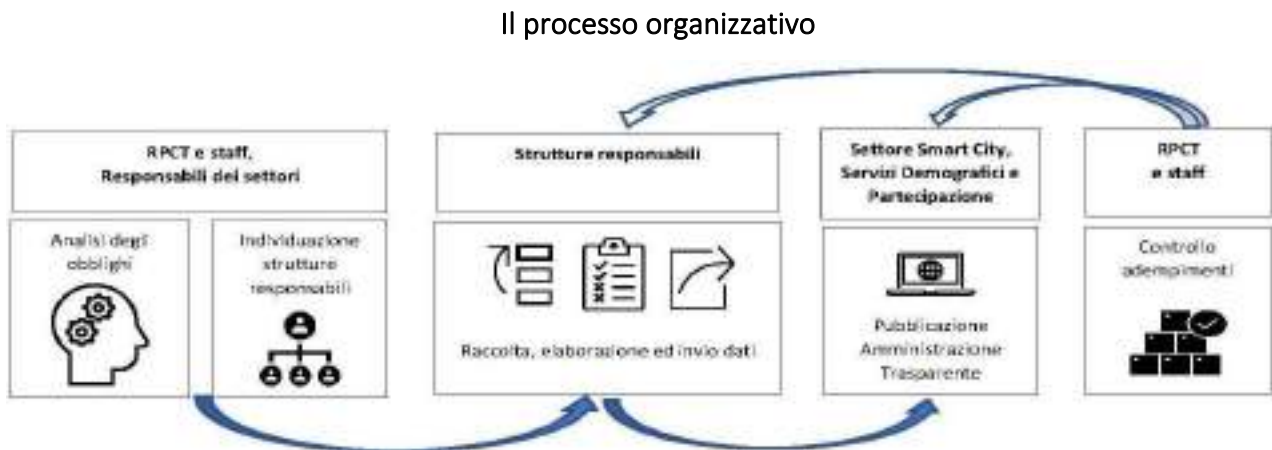 Il processo organizzativo
RPCT e staff,
Responsabili dei settori
Analisi degli
obblighi
Individuazione
strutture
responsabili
Strutture responsabili
Raccolta, elaborazione ed invio dati
Settore Smart City,
Servizi Demografici e
Partecipazione
Pubblicazione
Amministrazione
Trasparente
RPCT
e staff
Controllo
adempimenti